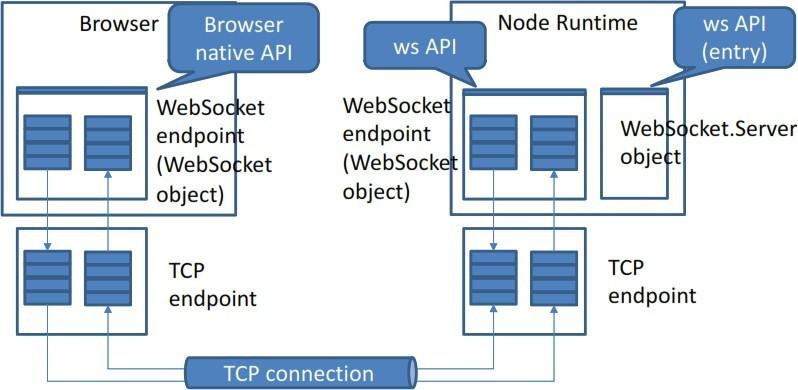 Browser
Browser
native API
WebSocket
endpoint
(WebSocket
object)
TCP
endpoint
ws API
Node Runtime
ws API
(entry)
WebSocket
endpoint
(WebSocket
object)
WebSocket.Server
object
TCP
endpoint
TCP connection